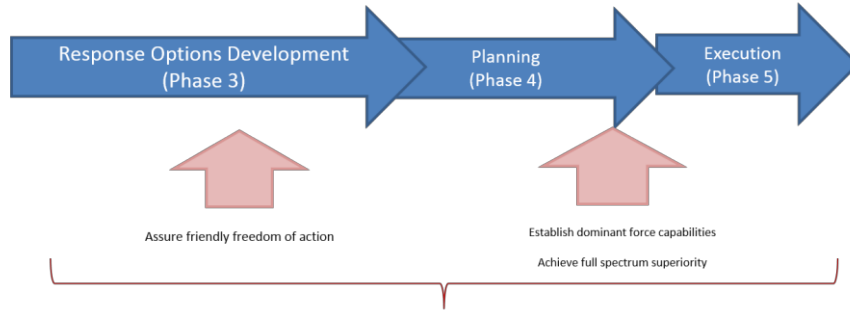 Response Options Development
(Phase 3)
Planning
(Phase 4)
Execution
(Phase 5)
Assure friendly freedom of action
Establish dominant force capabilities
Achieve full spectrum superiority